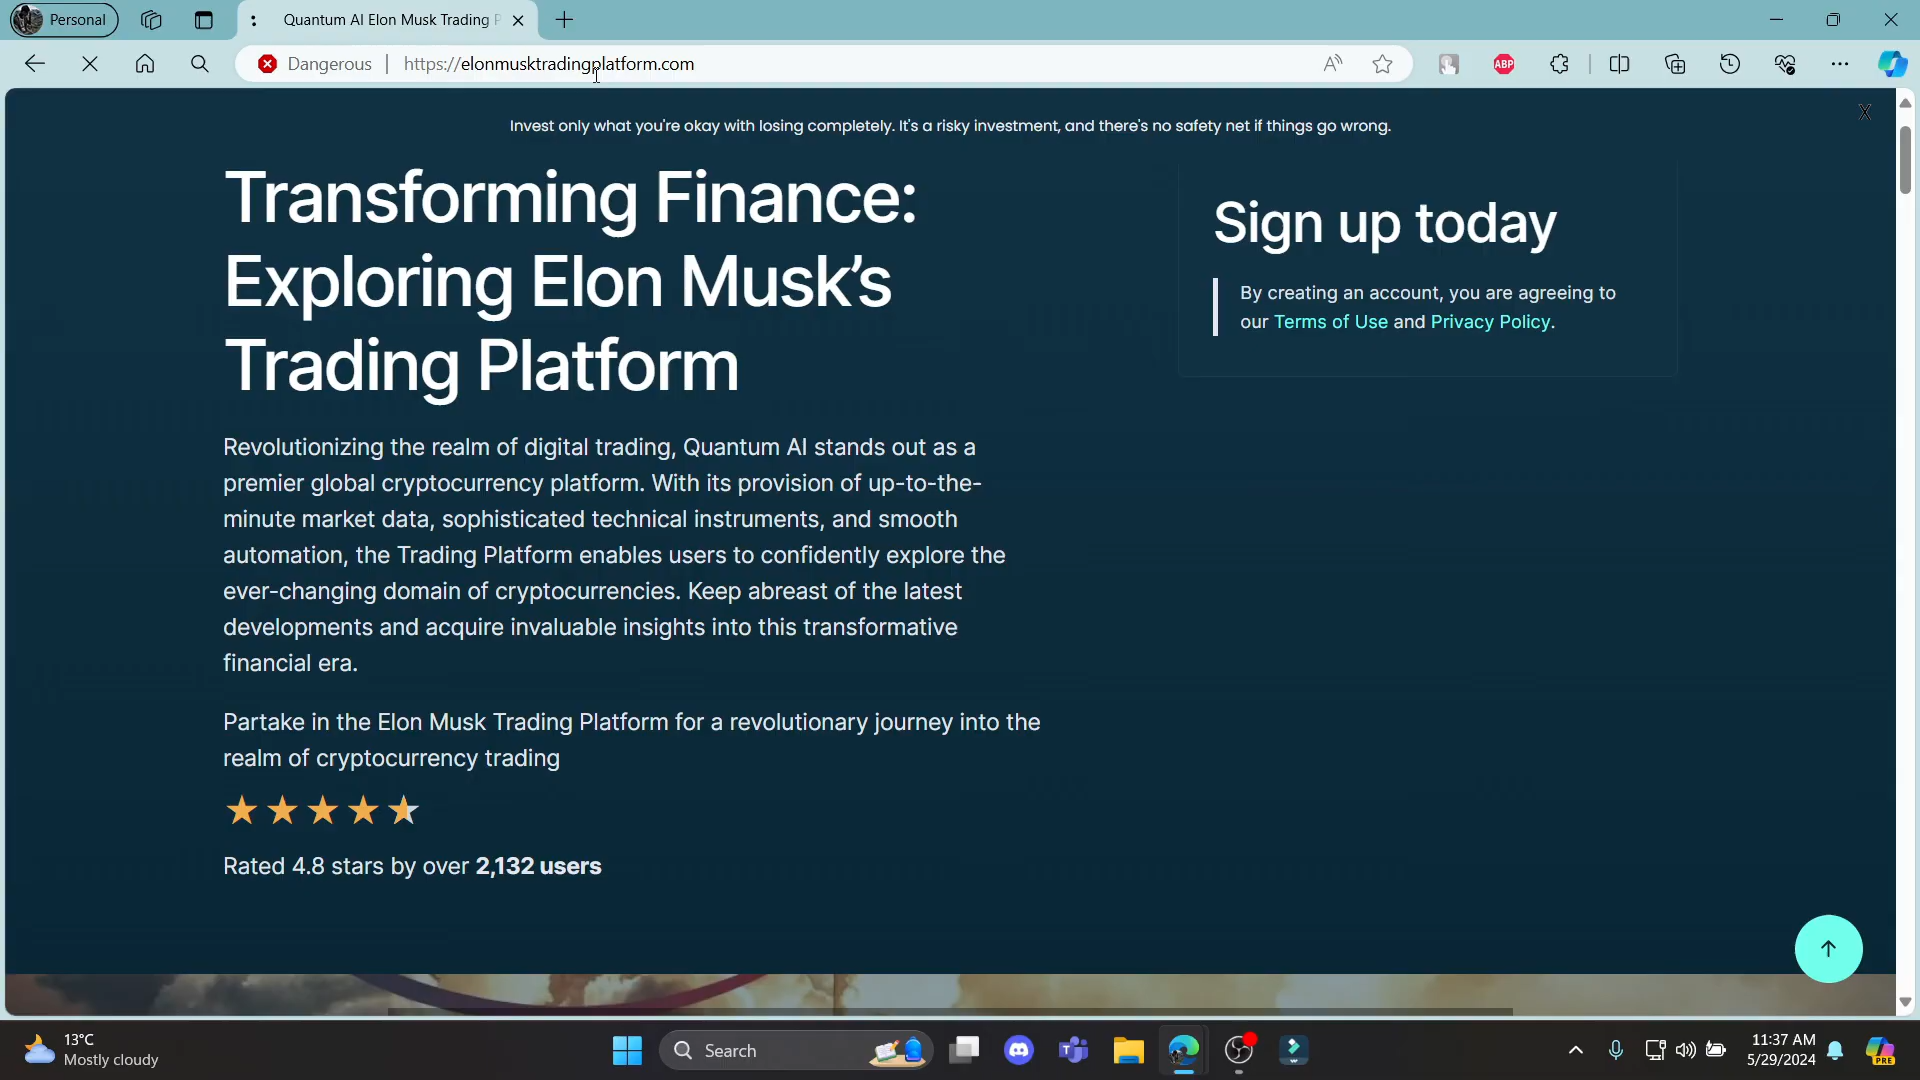 Personal
Quantum AI Elon Musk Trading P
Dangerous
https://elonmusktradingplatform.com
ABP
Invest only what you're okay with losing completely. It's a risky investment, and there's no safety net if things go wrong.
X
Transforming Finance:
Exploring Elon Musk's
Trading Platform
Revolutionizing the realm of digital trading, Quantum AI stands out as a
premier global cryptocurrency platform. With its provision of up-to-the-
minute market data, sophisticated technical instruments, and smooth
automation, the Trading Platform enables users to confidently explore the
ever-changing domain of cryptocurrencies. Keep abreast of the latest
developments and acquire invaluable insights into this transformative
financial era.
Partake in the Elon Musk Trading Platform for a revolutionary journey into the
realm of cryptocurrency trading
Rated 4.8 stars by over 2,132 users
Sign up today
By creating an account, you are agreeing to
our Terms of Use and Privacy Policy.
13°C
Mostly cloudy
Search
11:37 AM
5/29/2024
PRE